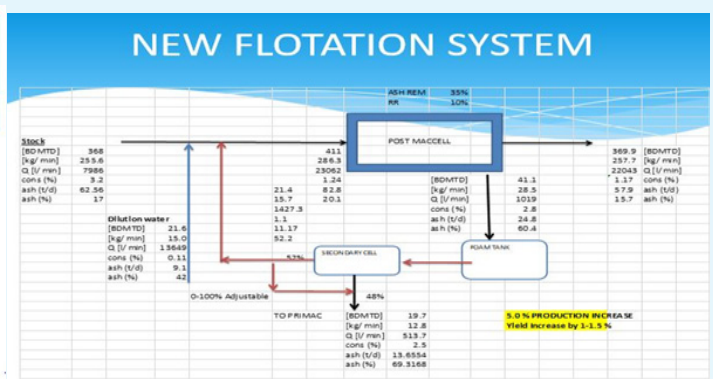 NEW FLOTATION SYSTEM
ASH REM 35%
RR 10%
POST MACCELL
Stock
[BDMTD] 368
[kg/ min] 255.6
Q [l/ min] 7986
cons (%) 3.2
ash (t/d) 62.56
ash (%) 17
411
286.3
23062
1.24
82.8
20.1
369.9 [BDMTD]
257.7 [kg/ min]
22043 Q [l/ min]
1.17 cons (%)
57.9 ash (t/d)
15.7 ash (%)
21.4
15.7
1427.3
1.1
11.17
52.2
[BDMTD] 41.1
[kg/ min] 28.5
Q [l/ min] 1019
cons (%) 2.8
ash (t/d) 24.8
ash (%) 60.4
Dilution water
[BDMTD] 21.6
[kg/ min] 15.0
Q [l/ min] 13649
cons (%) 0.11
ash (t/d) 9.1
ash (%) 42
52%
SECONDARY CELL
FOAM TANK
0-100% Adjustable
48%
TO PRIMAC
[BDMTD] 19.7
[kg/ min] 12.8
Q [l/ min] 513.7
cons (%) 2.5
ash (t/d) 13.6554
ash (%) 69.3168
5.0 % PRODUCTION INCREASE
Yield increase by 1-1.5 %